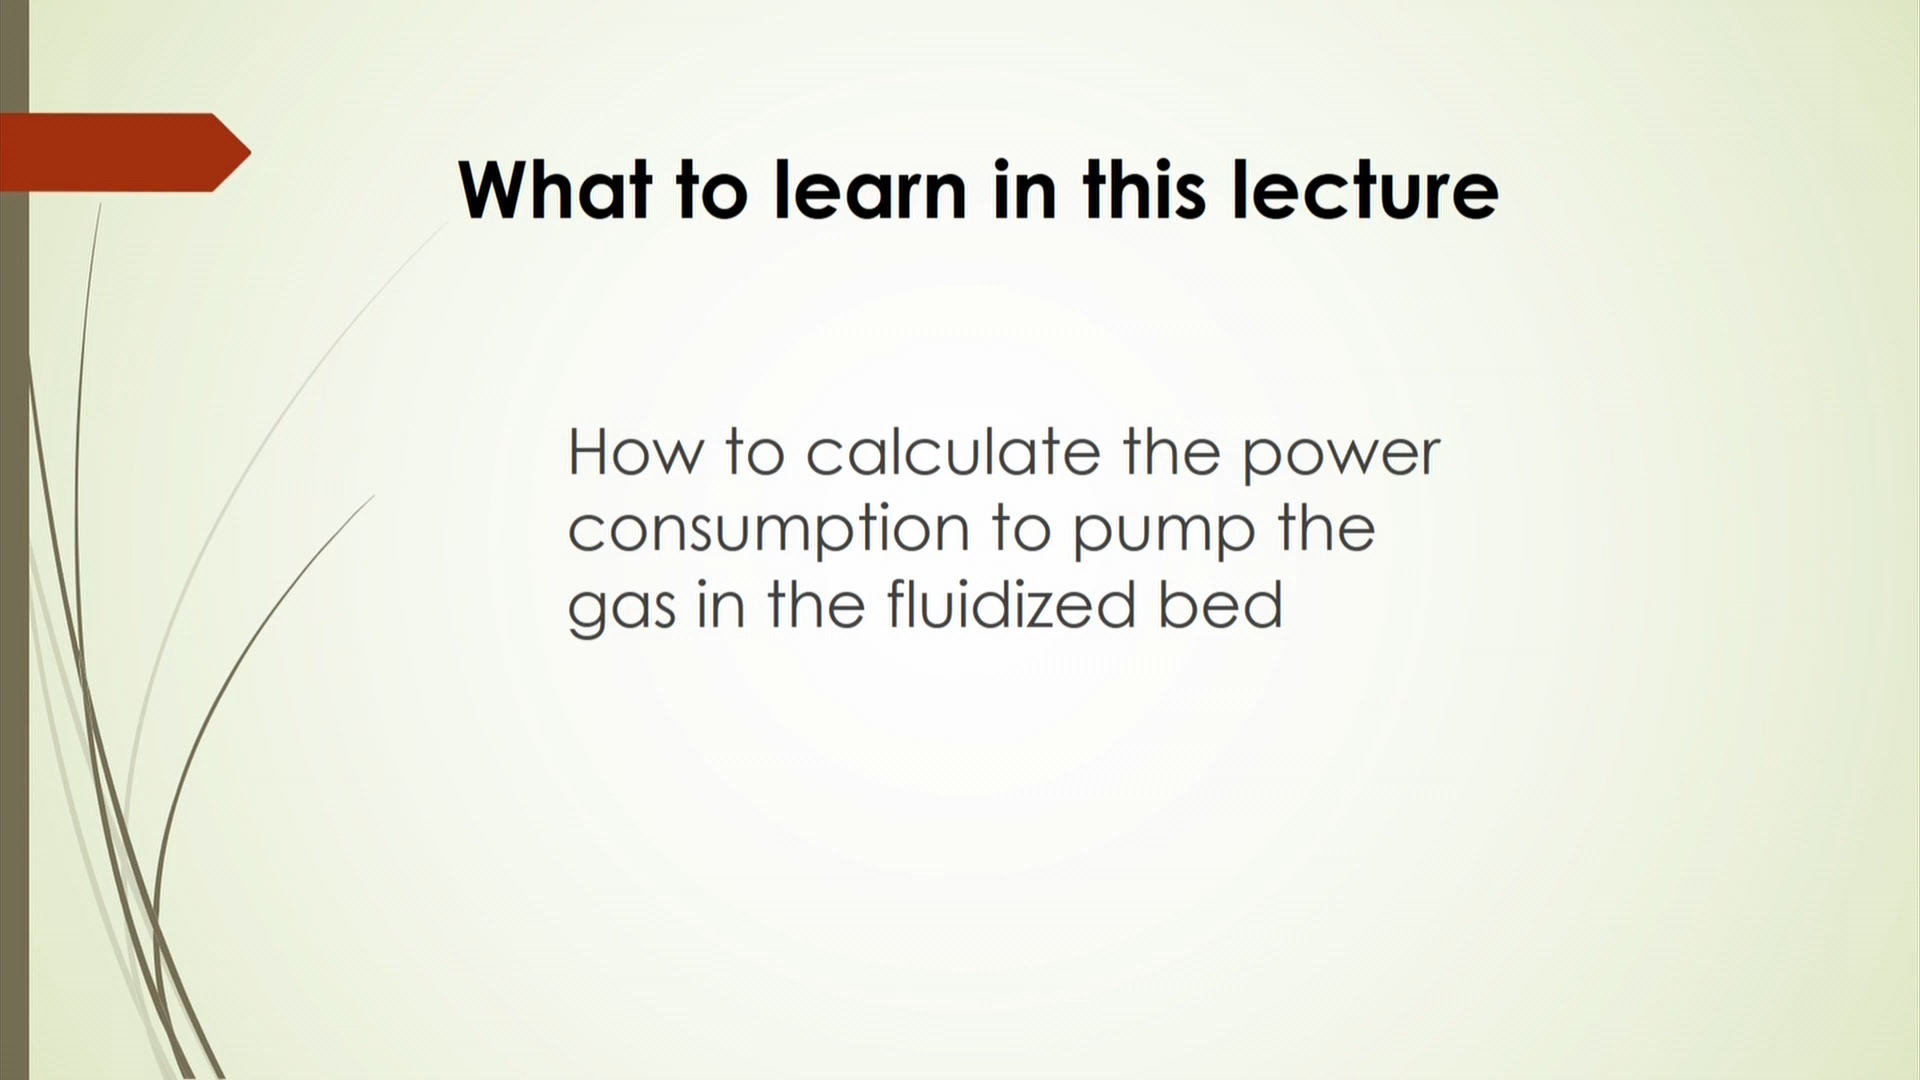 What to learn in this lecture
How to calculate the power
consumption to pump the
gas in the fluidized bed